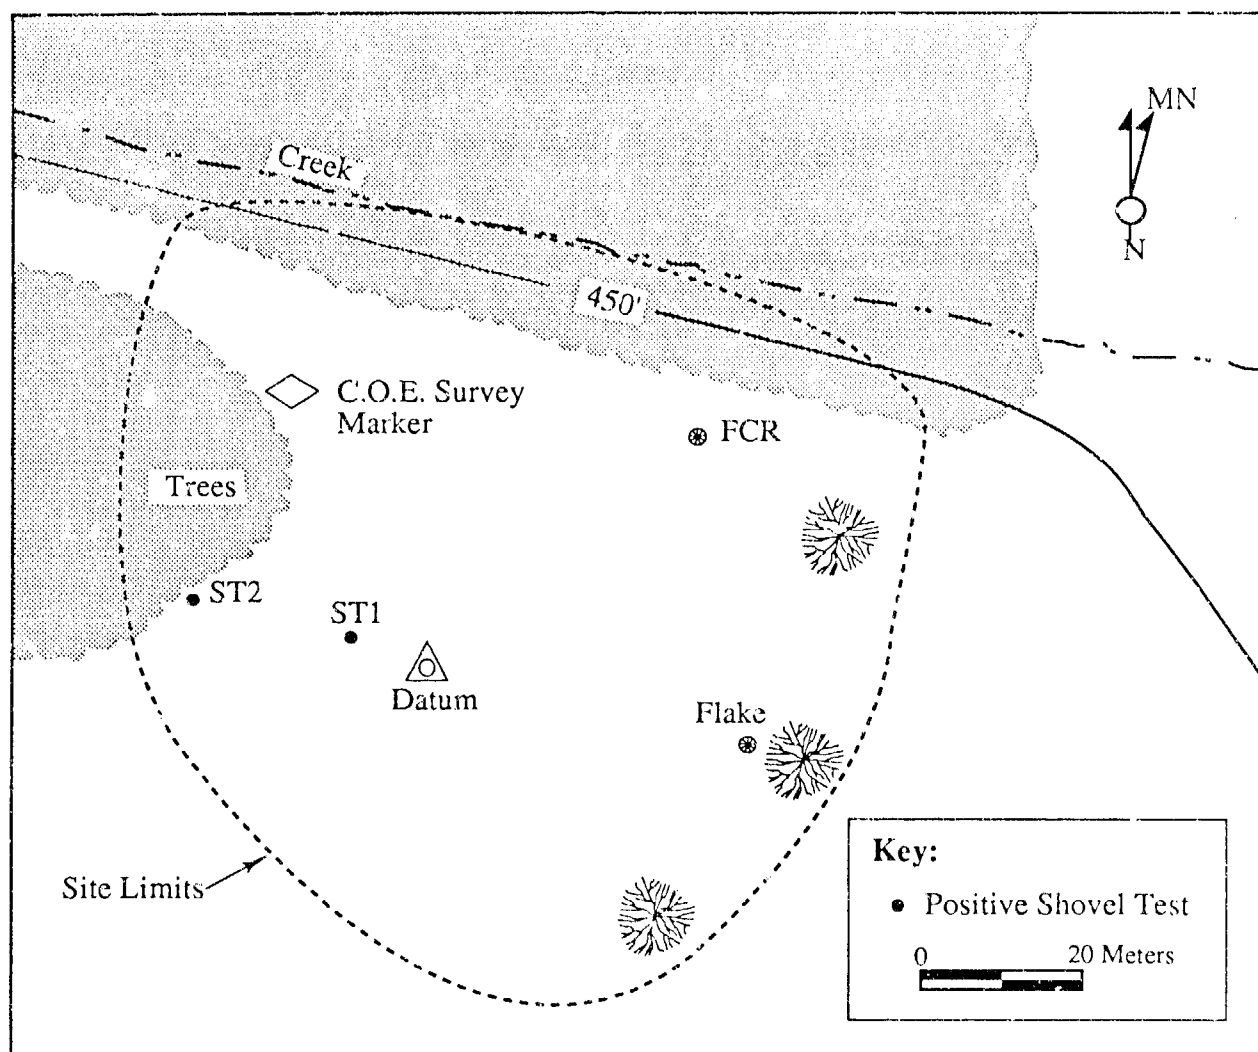 MN
N
Creek
450'
C.O.E. Survey
Marker
FCR
Trees
ST2
ST1
Datum
Flake
Site Limits
Key:
Positive Shovel Test
0 20 Meters